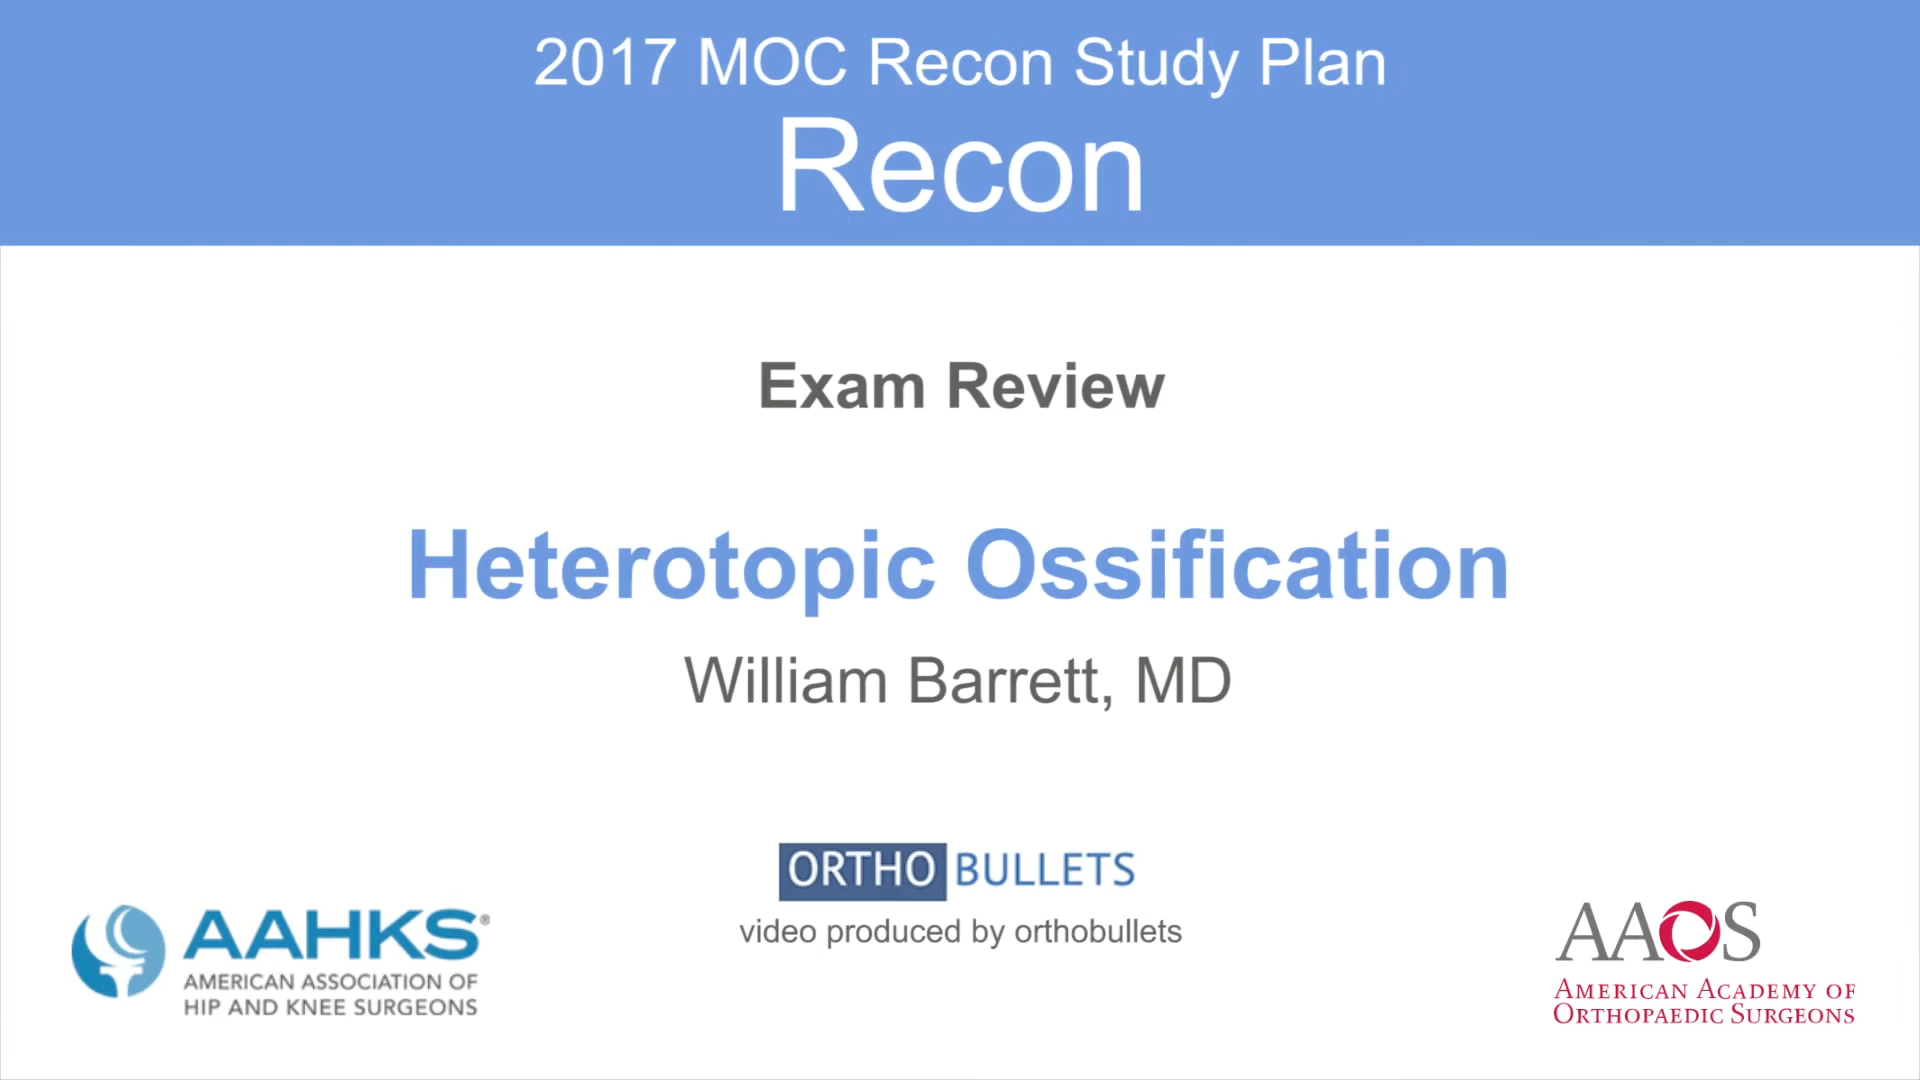 2017 MOC Recon Study Plan
Recon
Exam Review
Heterotopic Ossification
William Barrett, MD
ORTHO BULLETS
video produced by orthobullets
AAHKS®
AMERICAN ASSOCIATION OF
HIP AND KNEE SURGEONS
AAOS
AMERICAN ACADEMY OF
ORTHOPAEDIC SURGEONS